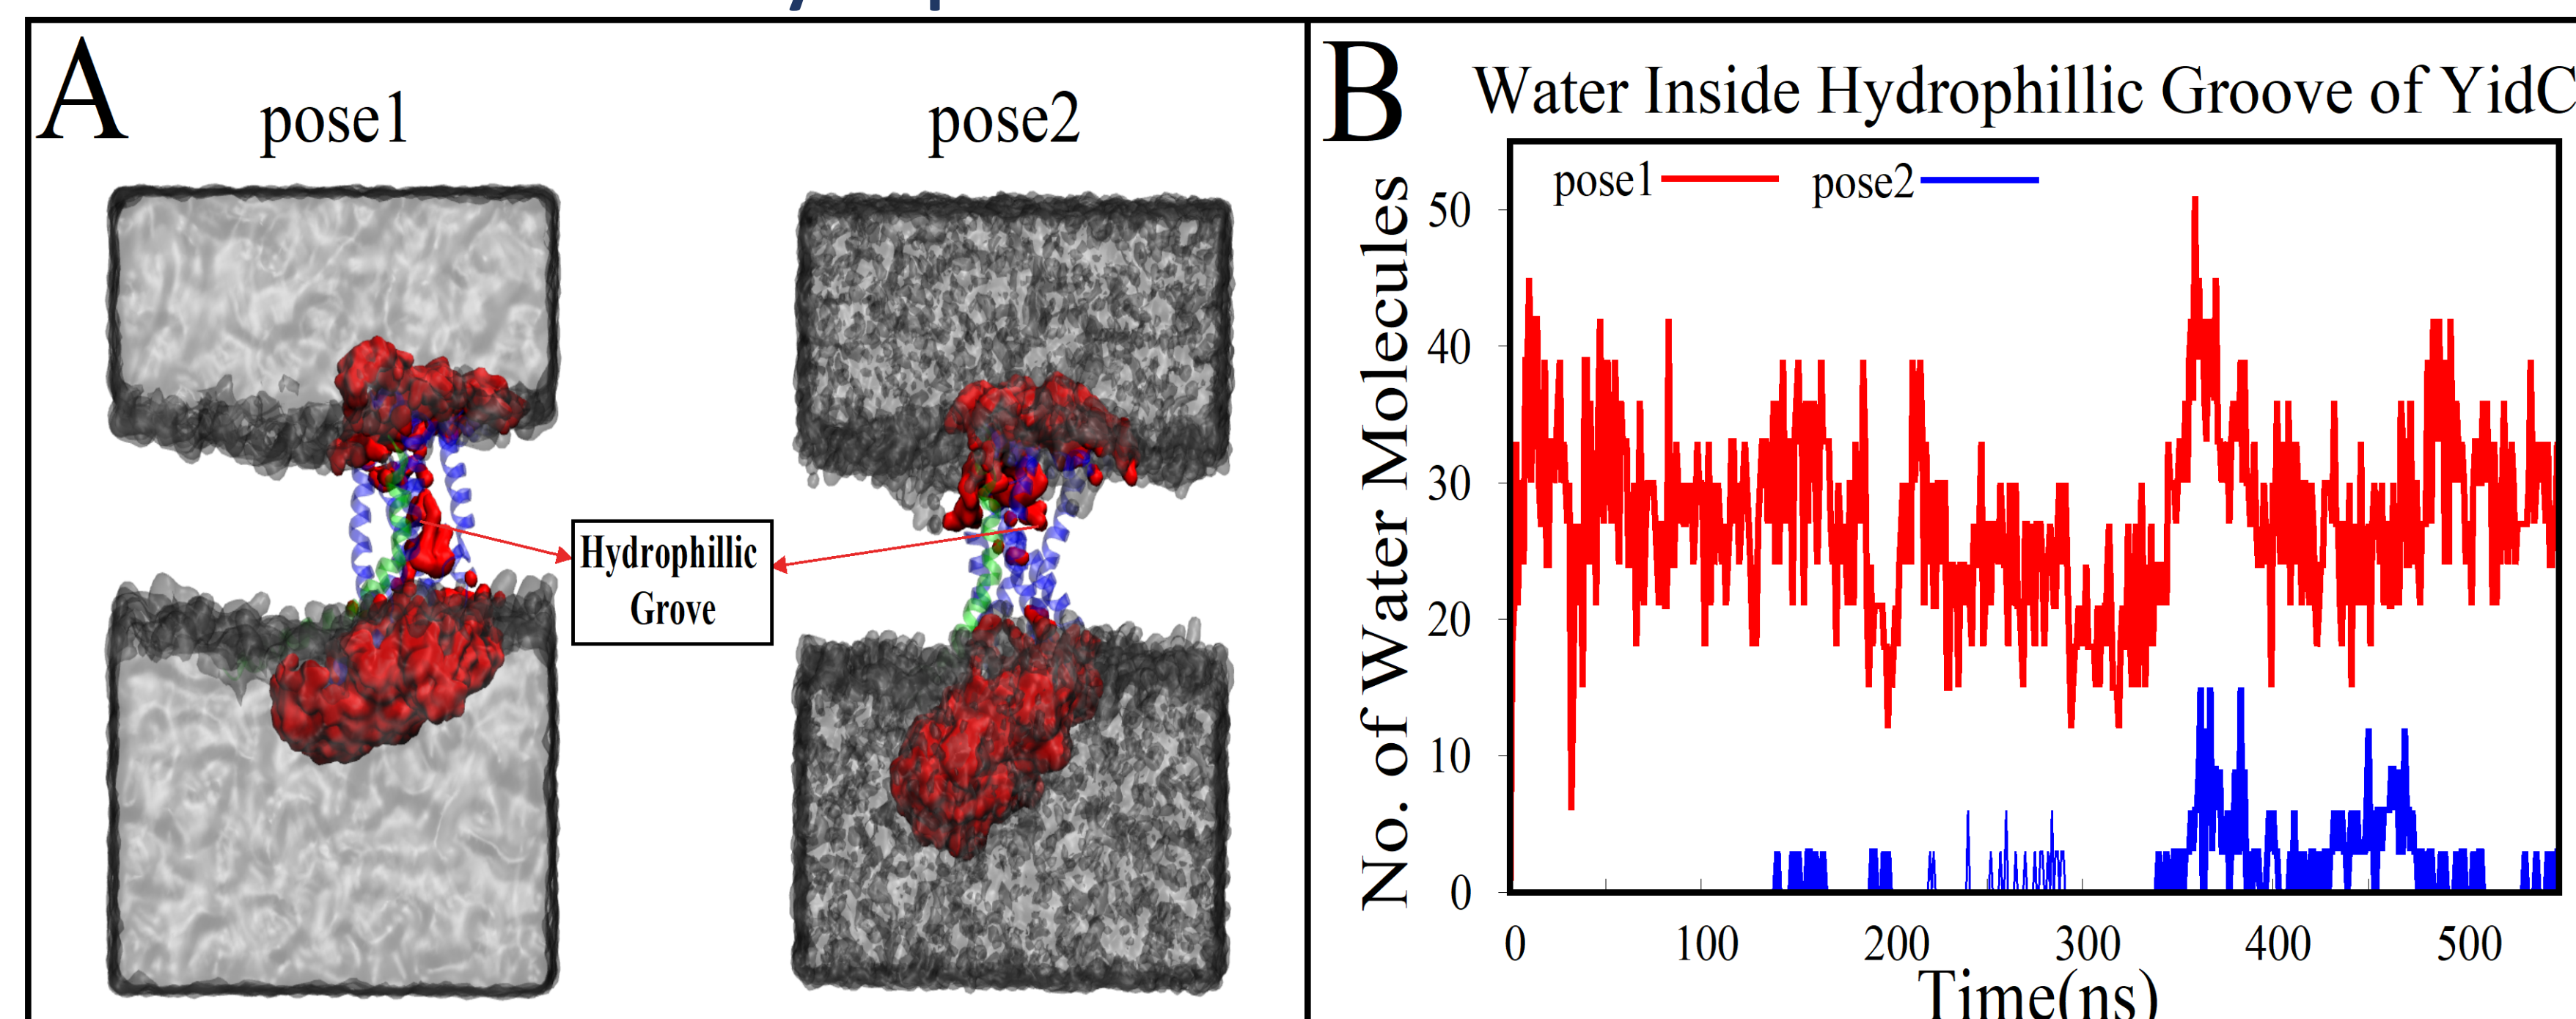 A
pose1
pose2
Hydrophillic
Grove
B
Water Inside Hydrophillic Groove of YidC
pose1
pose2
No. of Water Molecules
50
40
30
20
10
0
0
100
200
300
400
500
Time(ns)